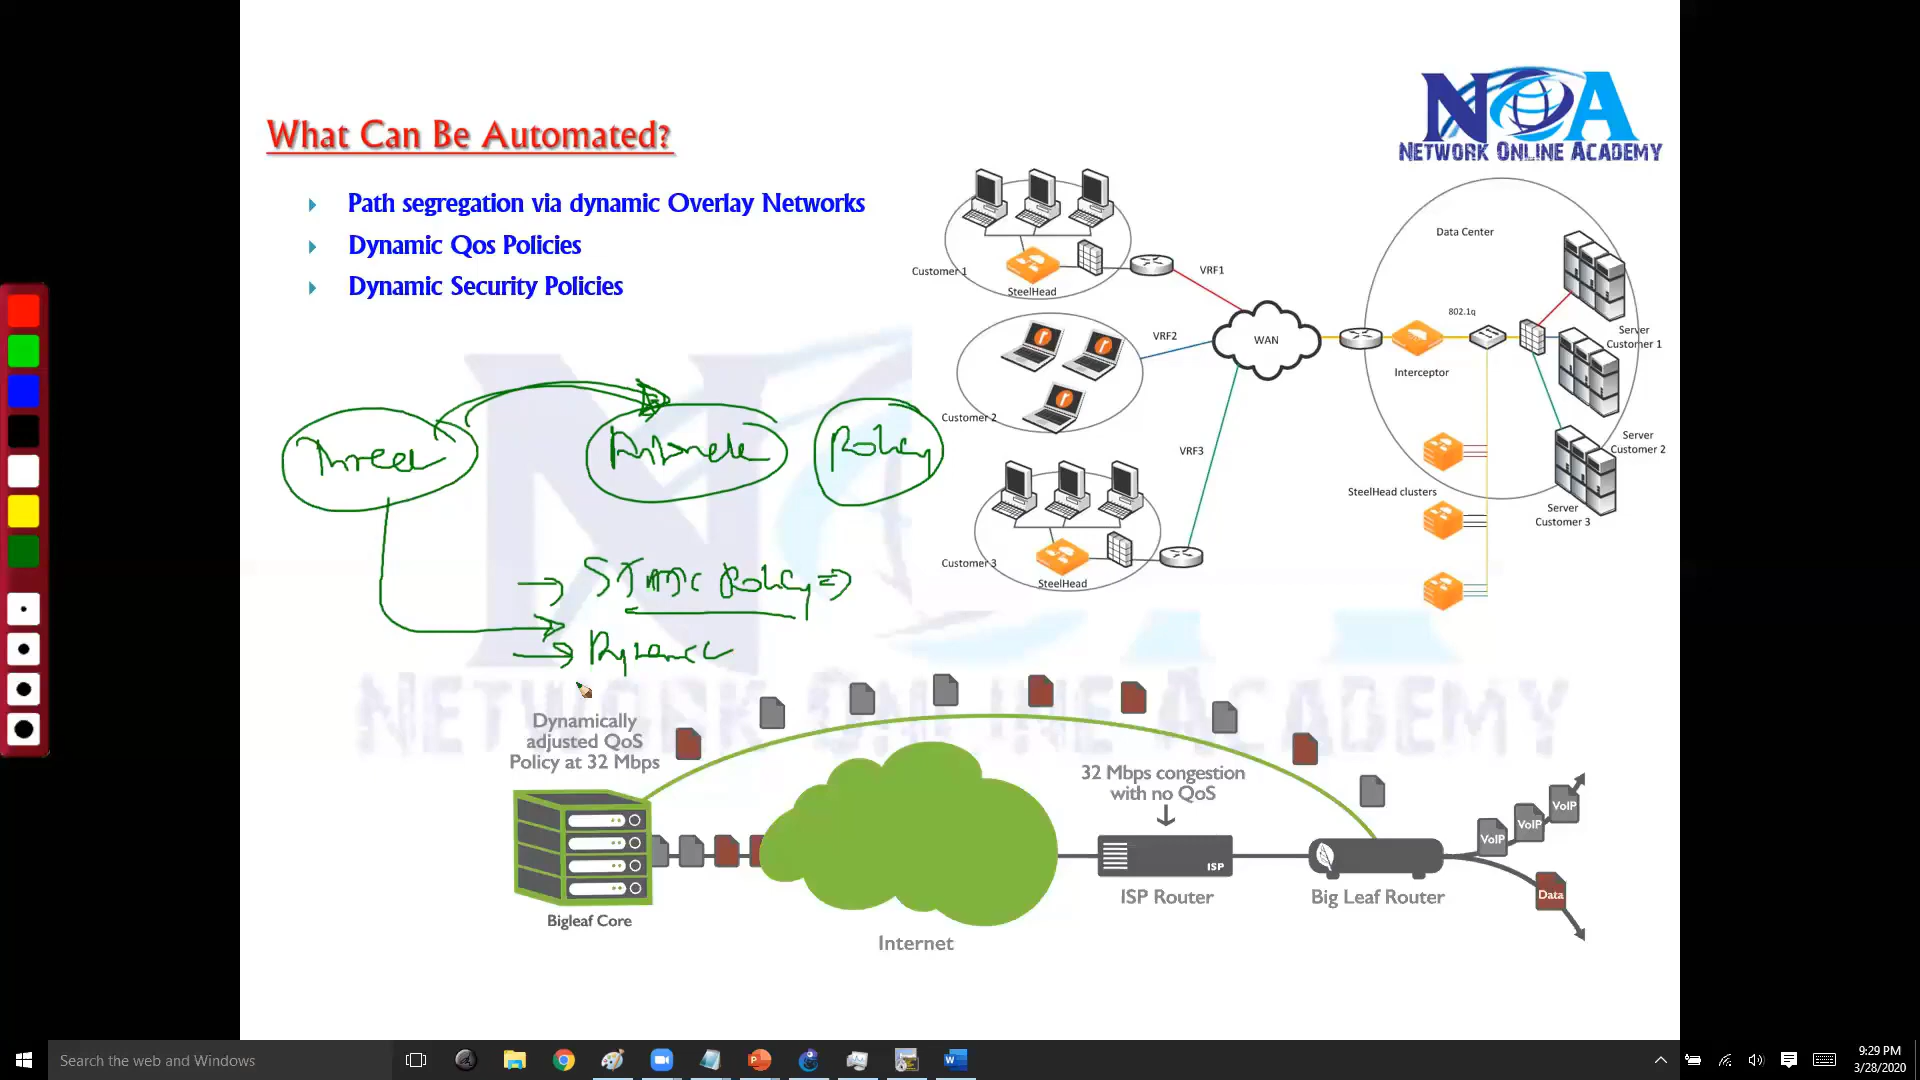 NOA
NETWORK ONLINE ACADEMY
What Can Be Automated?
Path segregation via dynamic Overlay Networks
Dynamic Qos Policies
Dynamic Security Policies
Customer 1
SteelHead
VRF1
Customer 2
VRF2
WAN
Customer 3
SteelHead
VRF3
Data Center
802.1q
Interceptor
Server
Customer 1
Server
Customer 2
Server
Customer 3
SteelHead clusters
Policy
STATIC Policy
Dynamic
NETWORK ONLINE ACADEMY
Dynamically
adjusted QoS
Policy at 32 Mbps
32 Mbps congestion
with no QoS
Bigleaf Core
Internet
ISP
ISP Router
Big Leaf Router
VoIP
VoIP
VoIP
Data
Search the web and Windows
9:29 PM
3/28/2020